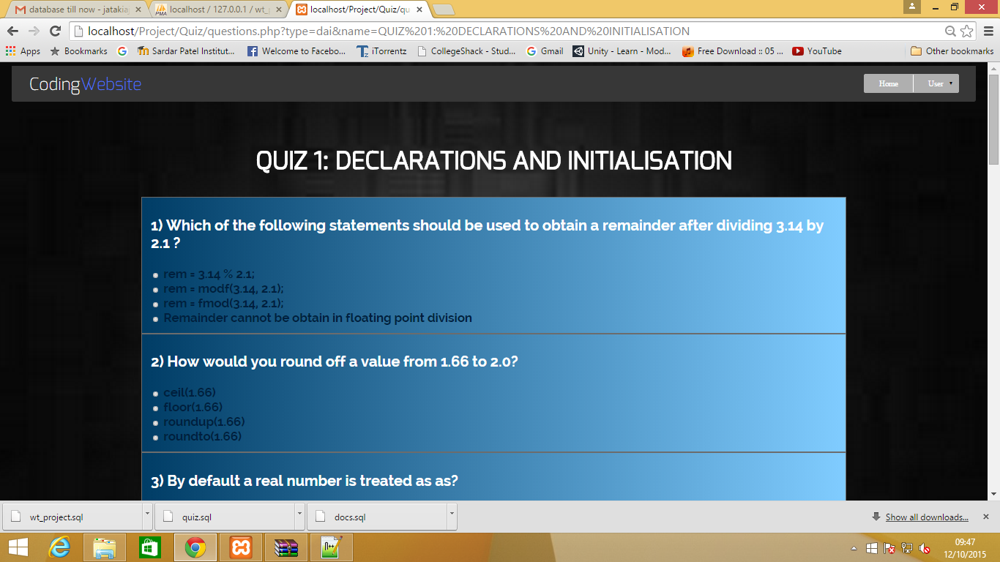 database till now - jatakia
localhost / 127.0.0.1 / wt_
localhost/Project/Quiz/qu
localhost/Project/Quiz/questions.php?type=dai&name=QUIZ%201:%20DECLARATIONS%20AND%20INITIALISATION
Apps
Bookmarks
Sardar Patel Institut...
Welcome to Facebo...
iTorrentz
CollegeShack - Stud...
Gmail
Unity - Learn - Mod...
Free Download :: 05 ...
YouTube
Other bookmarks
CodingWebsite
Home
User
QUIZ 1: DECLARATIONS AND INITIALISATION
1) Which of the following statements should be used to obtain a remainder after dividing 3.14 by
2.1 ?
rem = 3.14 % 2.1;
rem = modf(3.14, 2.1);
rem = fmod(3.14, 2.1);
Remainder cannot be obtain in floating point division
2) How would you round off a value from 1.66 to 2.0?
ceil(1.66)
floor(1.66)
roundup(1.66)
roundto(1.66)
3) By default a real number is treated as as?
wt_project.sql
quiz.sql
docs.sql
Show all downloads...
09:47
12/10/2015